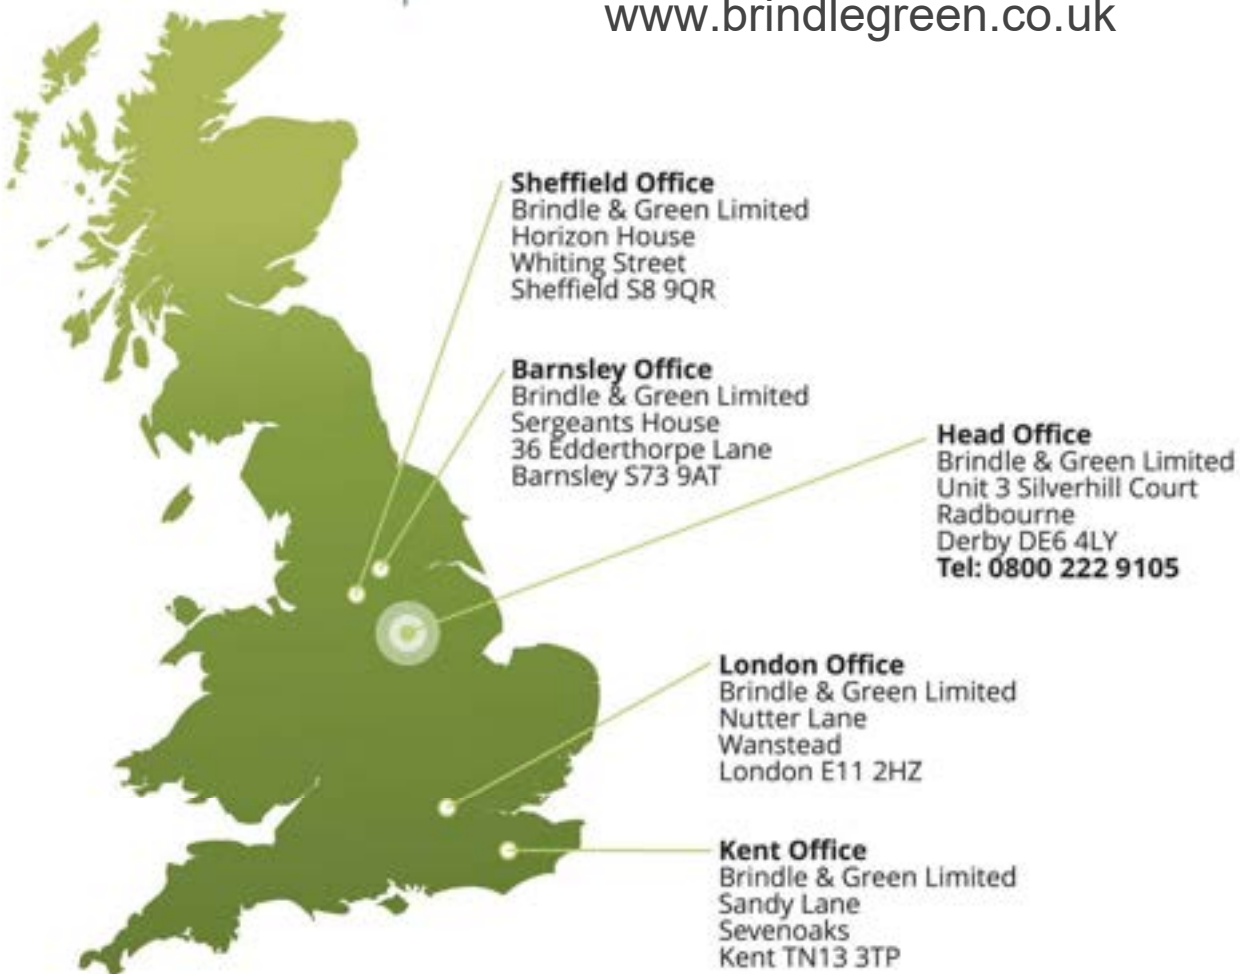 www.brindlegreen.co.uk
Sheffield Office
Brindle & Green Limited
Horizon House
Whiting Street
Sheffield S8 9QR
Barnsley Office
Brindle & Green Limited
Sergeants House
36 Edderthorpe Lane
Barnsley S73 9AT
Head Office
Brindle & Green Limited
Unit 3 Silverhill Court
Radbourne
Derby DE6 4LY
Tel: 0800 222 9105
London Office
Brindle & Green Limited
Nutter Lane
Wanstead
London E11 2HZ
Kent Office
Brindle & Green Limited
Sandy Lane
Sevenoaks
Kent TN13 3TP